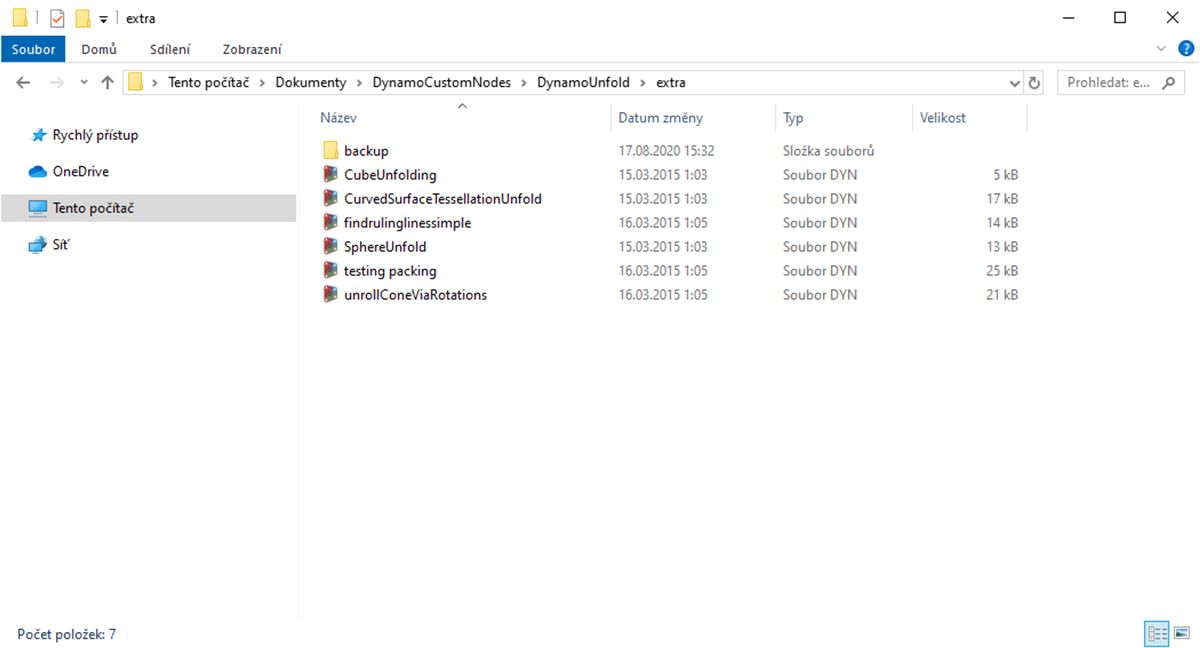 extra
Soubor Domů Sdílení Zobrazení
Tento počítač Dokumenty DynamoCustomNodes DynamoUnfold extra Prohledat: e...
Název Datum změny Typ Velikost
Rychlý přístup
OneDrive
Tento počítač
Síť
backup 17.08.2020 15:32 Složka souborů
CubeUnfolding 15.03.2015 1:03 Soubor DYN 5 kB
CurvedSurfaceTessellationUnfold 15.03.2015 1:03 Soubor DYN 17 kB
findrulinglinessimple 16.03.2015 1:05 Soubor DYN 14 kB
SphereUnfold 15.03.2015 1:03 Soubor DYN 13 kB
testing packing 16.03.2015 1:05 Soubor DYN 25 kB
unrollConeViaRotations 16.03.2015 1:05 Soubor DYN 21 kB
Počet položek: 7